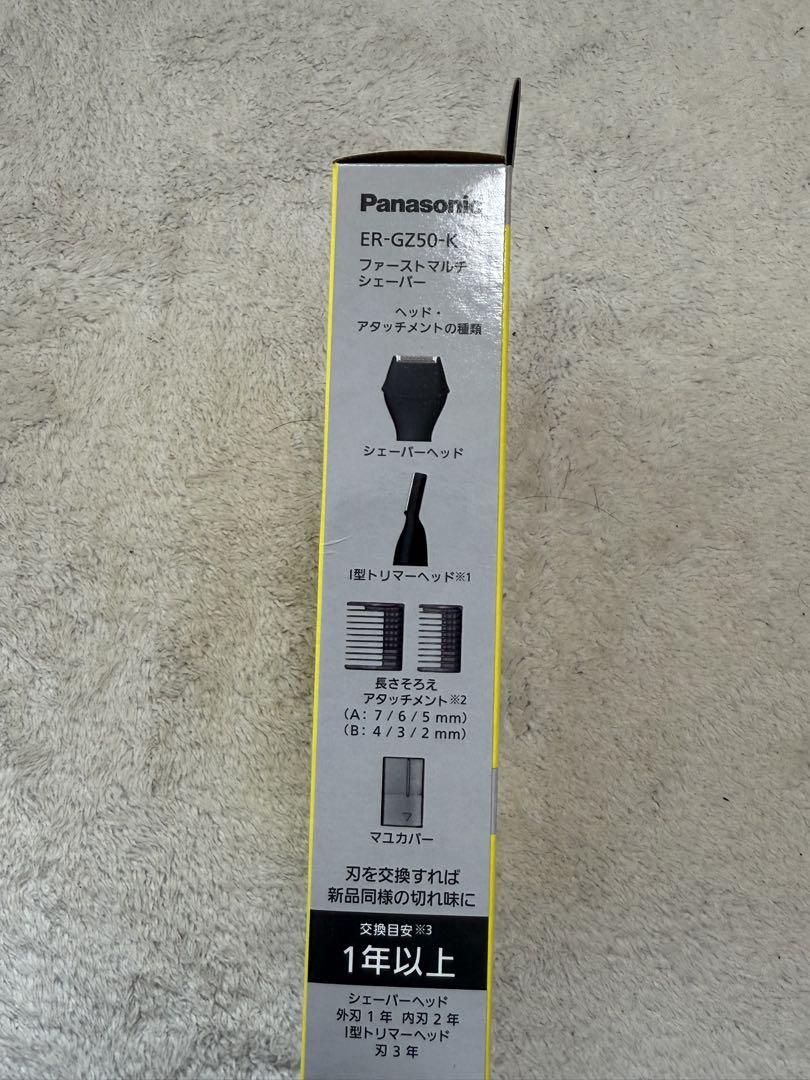 Panasonic
ER-GZ50-K
ファーストマルチ
シェーバー
ヘッド・
アタッチメントの種類
シェーバーヘッド
I型トリマーヘッド※1
長さそろえ
アタッチメント※2
(A: 7 / 6 / 5 mm)
(B: 4 / 3 / 2 mm)
マユカバー
刃を交換すれば
新品同様の切れ味に
交換目安※3
1年以上
シェーバーヘッド
外刃 1 年 内刃 2 年
I型トリマーヘッド
刃 3 年